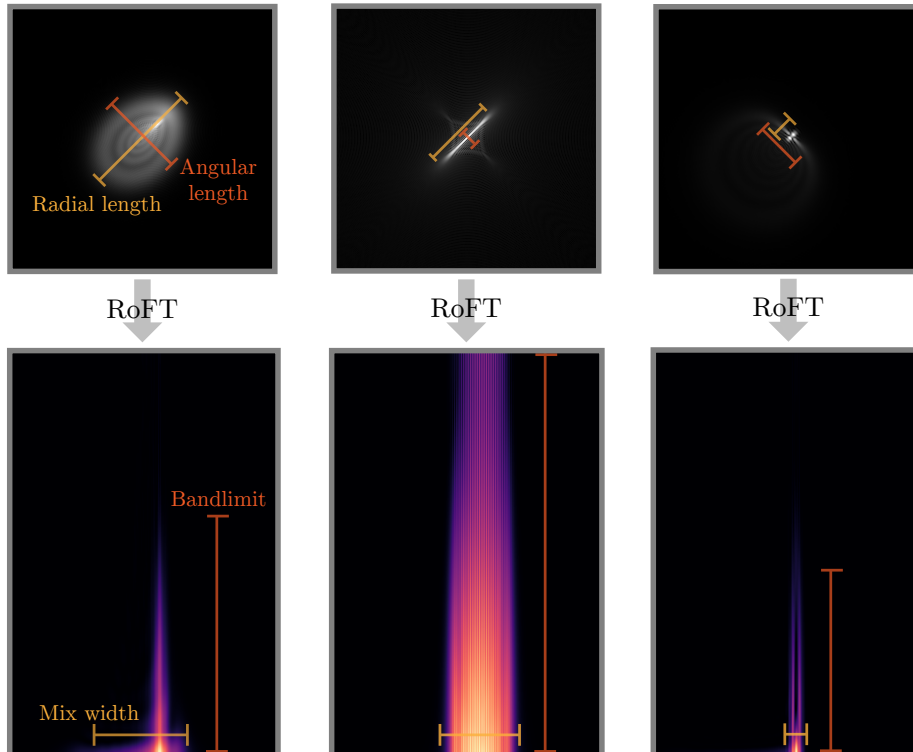 Angular
length
Radial length
RoFT
RoFT
RoFT
Bandlimit
Mix width